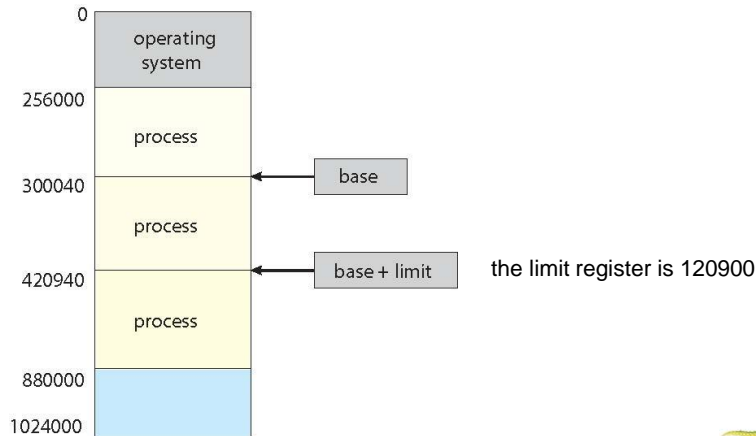 0
operating
system
256000
process
base
300040
process
base + limit
the limit register is 120900
420940
process
880000
1024000